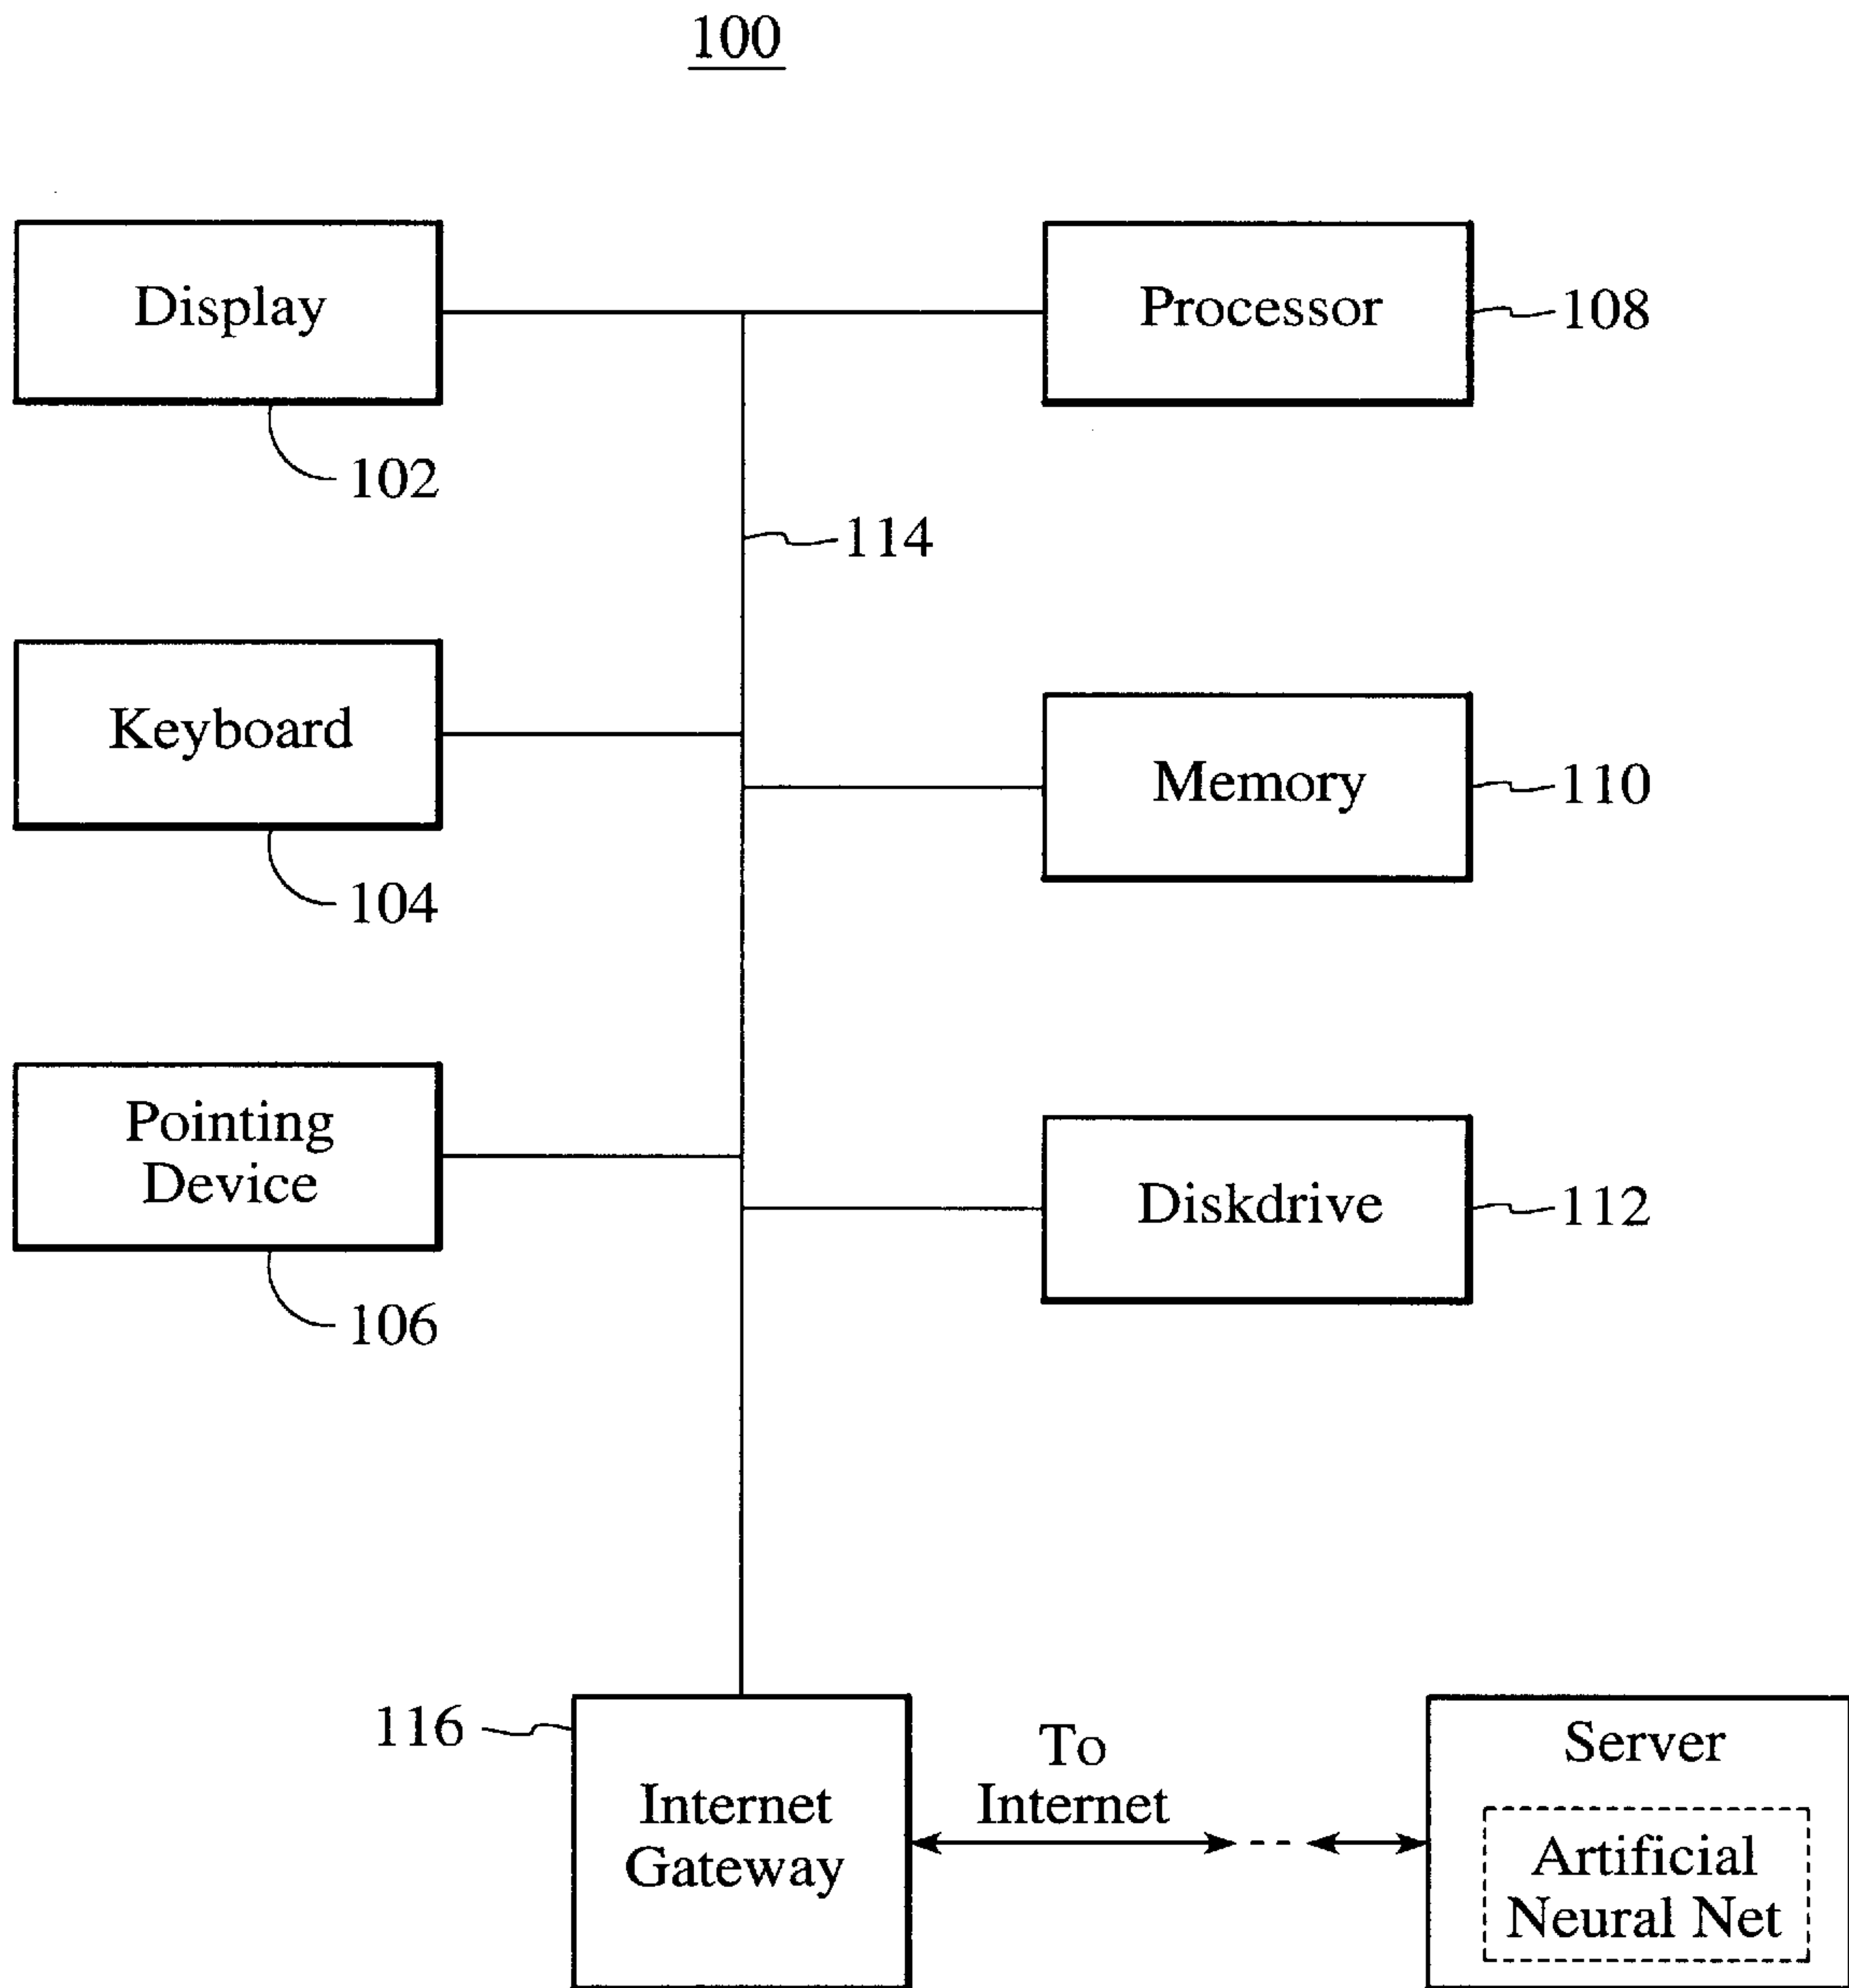 100
Display
Processor
108
102
114
Keyboard
Memory
110
104
Pointing
Device
Diskdrive
112
106
116
Internet
Gateway
To
Internet
Server
Artificial
Neural Net